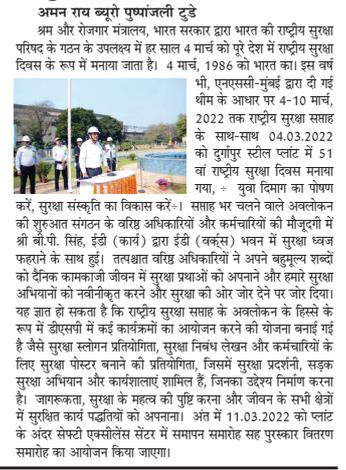 अमन राय ब्यूरो पुष्पांजली टुडे
श्रम और रोजगार मंत्रालय, भारत सरकार द्वारा भारत की राष्ट्रीय सुरक्षा
परिषद के गठन के उपलक्ष्य में हर साल 4 मार्च को पूरे देश में राष्ट्रीय सुरक्षा
दिवस के रूप में मनाया जाता है। 4 मार्च, 1986 को भारत का। इस वर्ष
भी, एनएससी-मुंबई द्वारा दी गई
थीम के आधार पर 4-10 मार्च,
2022 तक राष्ट्रीय सुरक्षा सप्ताह
के साथ-साथ 04.03.2022
को दुर्गापुर स्टील प्लांट में 51
वां राष्ट्रीय सुरक्षा दिवस मनाया
गया, ÷ युवा दिमाग का पोषण
करें, सुरक्षा संस्कृति का विकास करें÷। सप्ताह भर चलने वाले अवलोकन
की शुरुआत संगठन के वरिष्ठ अधिकारियों और कर्मचारियों की मौजूदगी में
श्री बी.पी. सिंह, ईडी (कार्य) द्वारा ईडी (वर्क्स) भवन में सुरक्षा ध्वज
फहराने के साथ हुई। तत्पश्चात वरिष्ठ अधिकारियों ने अपने बहुमूल्य शब्दों
को दैनिक कामकाजी जीवन में सुरक्षा प्रथाओं को अपनाने और हमारे सुरक्षा
अभियानों को नवीनीकृत करने और सुरक्षा की ओर जोर देने पर जोर दिया।
यह ज्ञात हो सकता है कि राष्ट्रीय सुरक्षा सप्ताह के अवलोकन के हिस्से के
रूप में डीएसपी में कई कार्यक्रमों का आयोजन करने की योजना बनाई गई
है जैसे सुरक्षा स्लोगन प्रतियोगिता, सुरक्षा निबंध लेखन और कर्मचारियों के
लिए सुरक्षा पोस्टर बनाने की प्रतियोगिता, जिसमें सुरक्षा प्रदर्शनी, सड़क
सुरक्षा अभियान और कार्यशालाएं शामिल हैं, जिनका उद्देश्य निर्माण करना
है। जागरूकता, सुरक्षा के महत्व की पुष्टि करना और जीवन के सभी क्षेत्रों
में सुरक्षित कार्य पद्धतियों को अपनाना। अंत में 11.03.2022 को प्लांट
के अंदर सेफ्टी एक्सीलेंस सेंटर में समापन समारोह सह पुरस्कार वितरण
समारोह का आयोजन किया जाएगा।